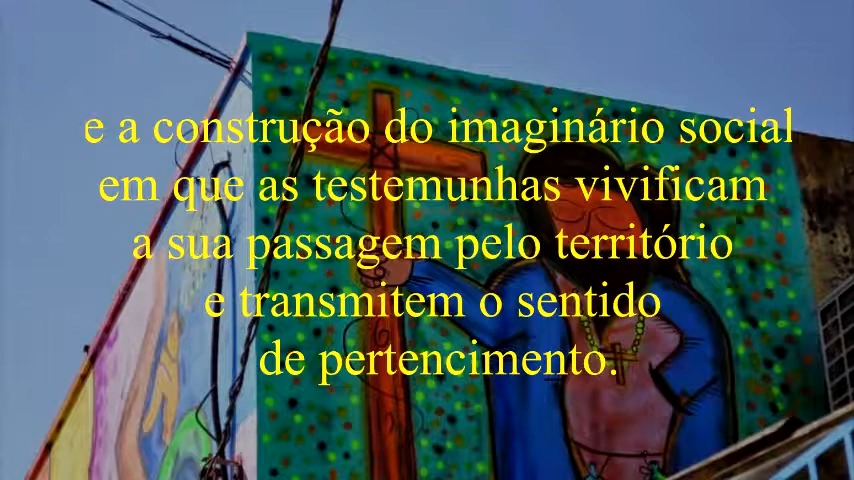 e a construção do imaginário social
em que as testemunhas vivificam
a sua passagem pelo território
e transmitem o sentido
de pertencimento.